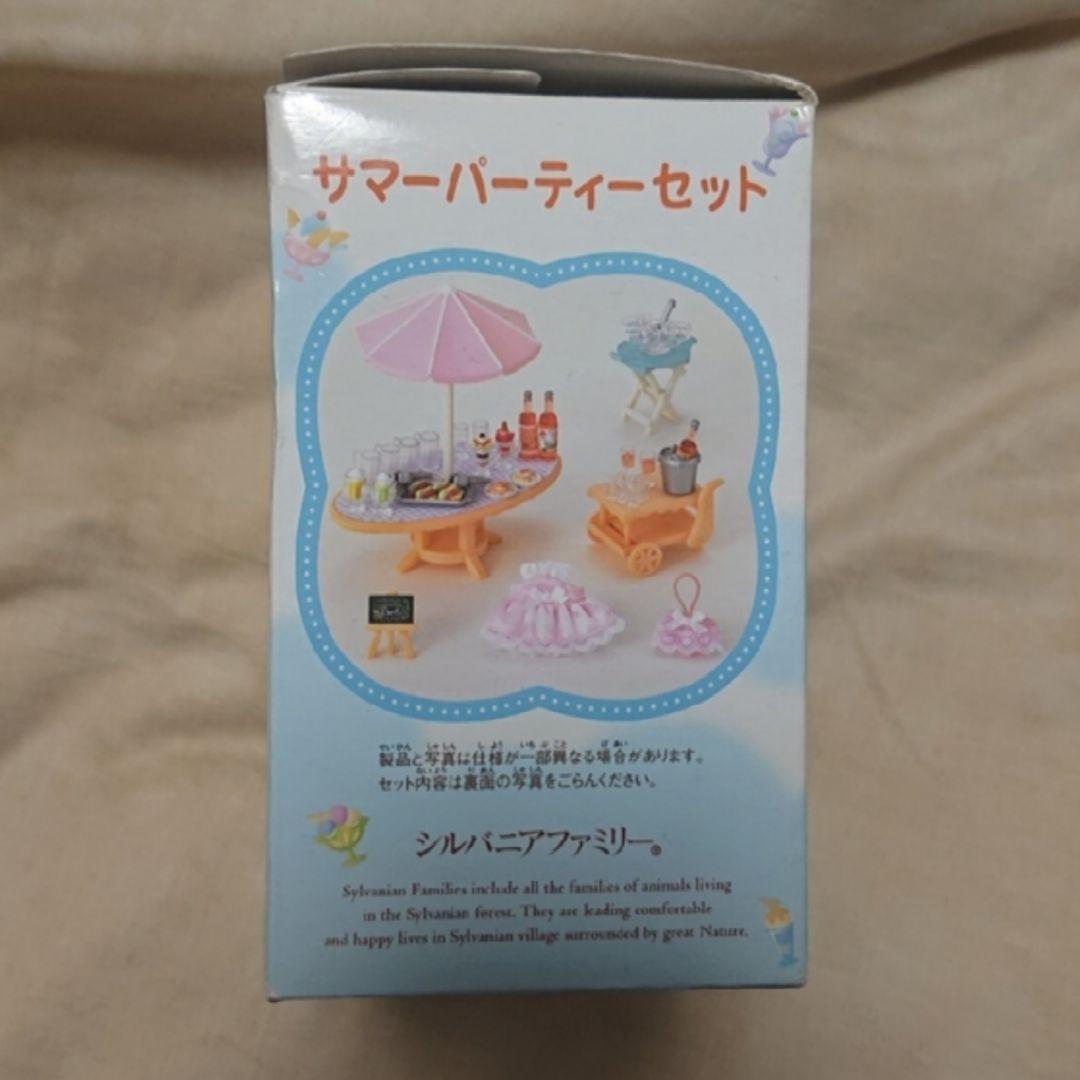 サマーパーティーセット
製品と写真は仕様が一部異なる場合があります。
セット内容は裏面の写真をごらんください。
シルバニアファミリー®
Sylvanian Families include all the families of animals living
in the Sylvanian forest. They are leading comfortable
and happy lives in Sylvanian village surrounded by great Nature.